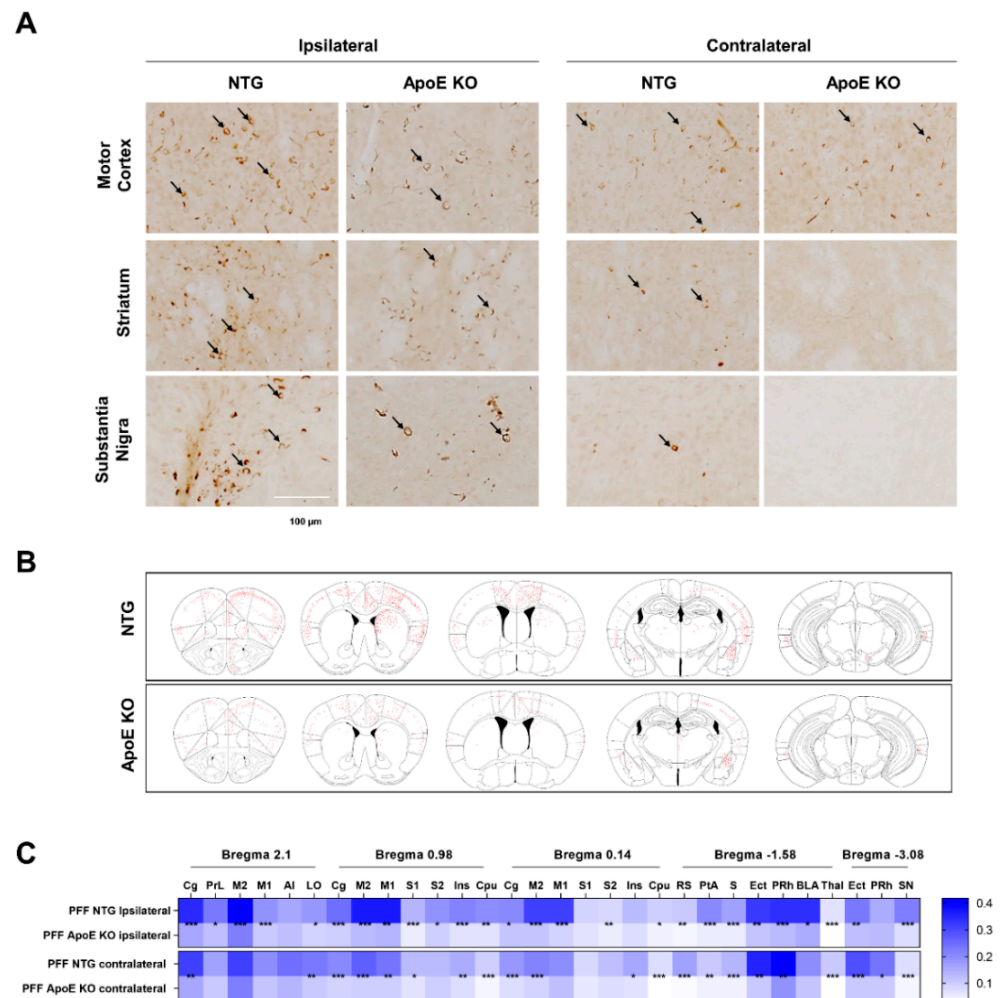 A
Ipsilateral Contralateral
NTG ApoE KO NTG ApoE KO
Motor
Cortex
Striatum
Substantia
Nigra
100 µm
B
NTG
ApoE KO
C
Bregma 2.1 Bregma 0.98 Bregma 0.14 Bregma -1.58 Bregma -3.08
Cg PrL M2 M1 AI LO Cg M2 M1 S1 S2 Ins Cpu Cg M2 M1 S1 S2 Ins Cpu RS PtA S Ect PRh BLA Thal Ect PRh SN
PFF NTG Ipsilateral
*** * *** *** * *** *** ** *** * *** ** * *** *** ** * ** *** *** ** *** * *** ** ***
PFF ApoE KO ipsilateral
PFF NTG contralateral
** ** *** *** ** * ** *** *** *** * *** *** ** *** ** ** *** *** * ***
PFF ApoE KO contralateral
0.4
0.3
0.2
0.1